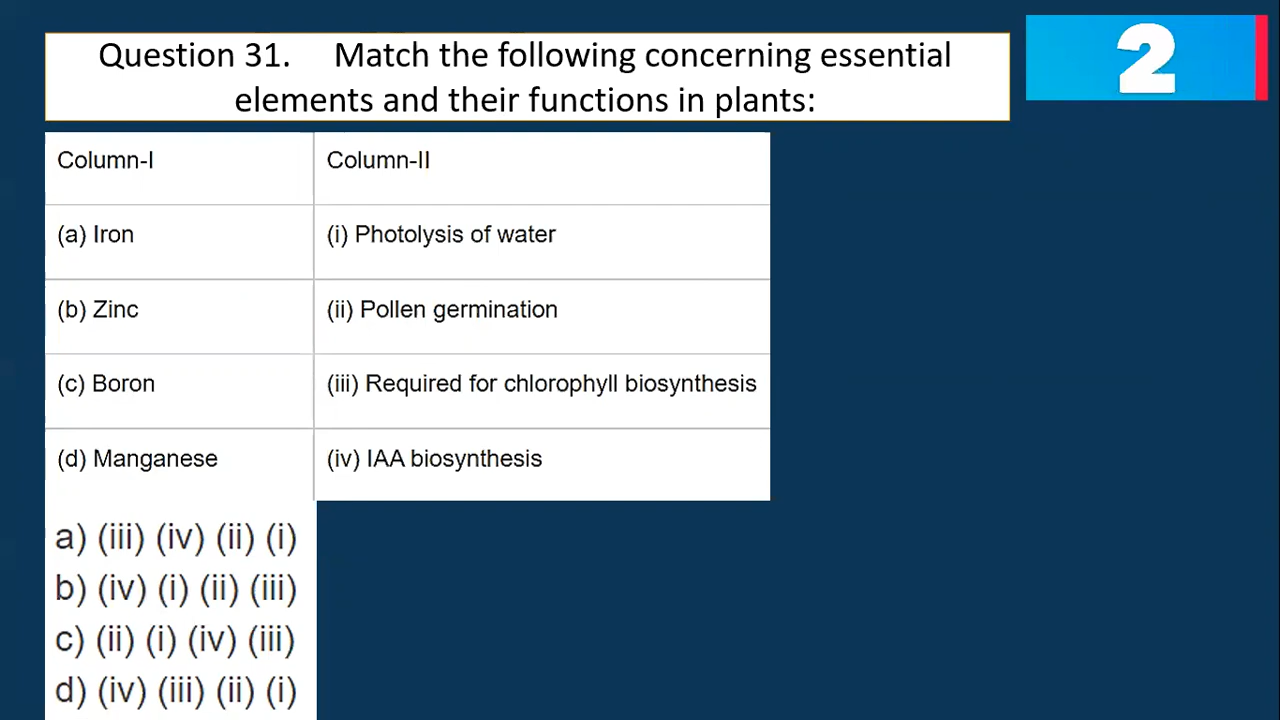 Question 31. Match the following concerning essential
elements and their functions in plants:
2
Column-I Column-II
(a) Iron (i) Photolysis of water
(b) Zinc (ii) Pollen germination
(c) Boron (iii) Required for chlorophyll biosynthesis
(d) Manganese (iv) IAA biosynthesis
a) (iii) (iv) (ii) (i)
b) (iv) (i) (ii) (iii)
c) (ii) (i) (iv) (iii)
d) (iv) (iii) (ii) (i)